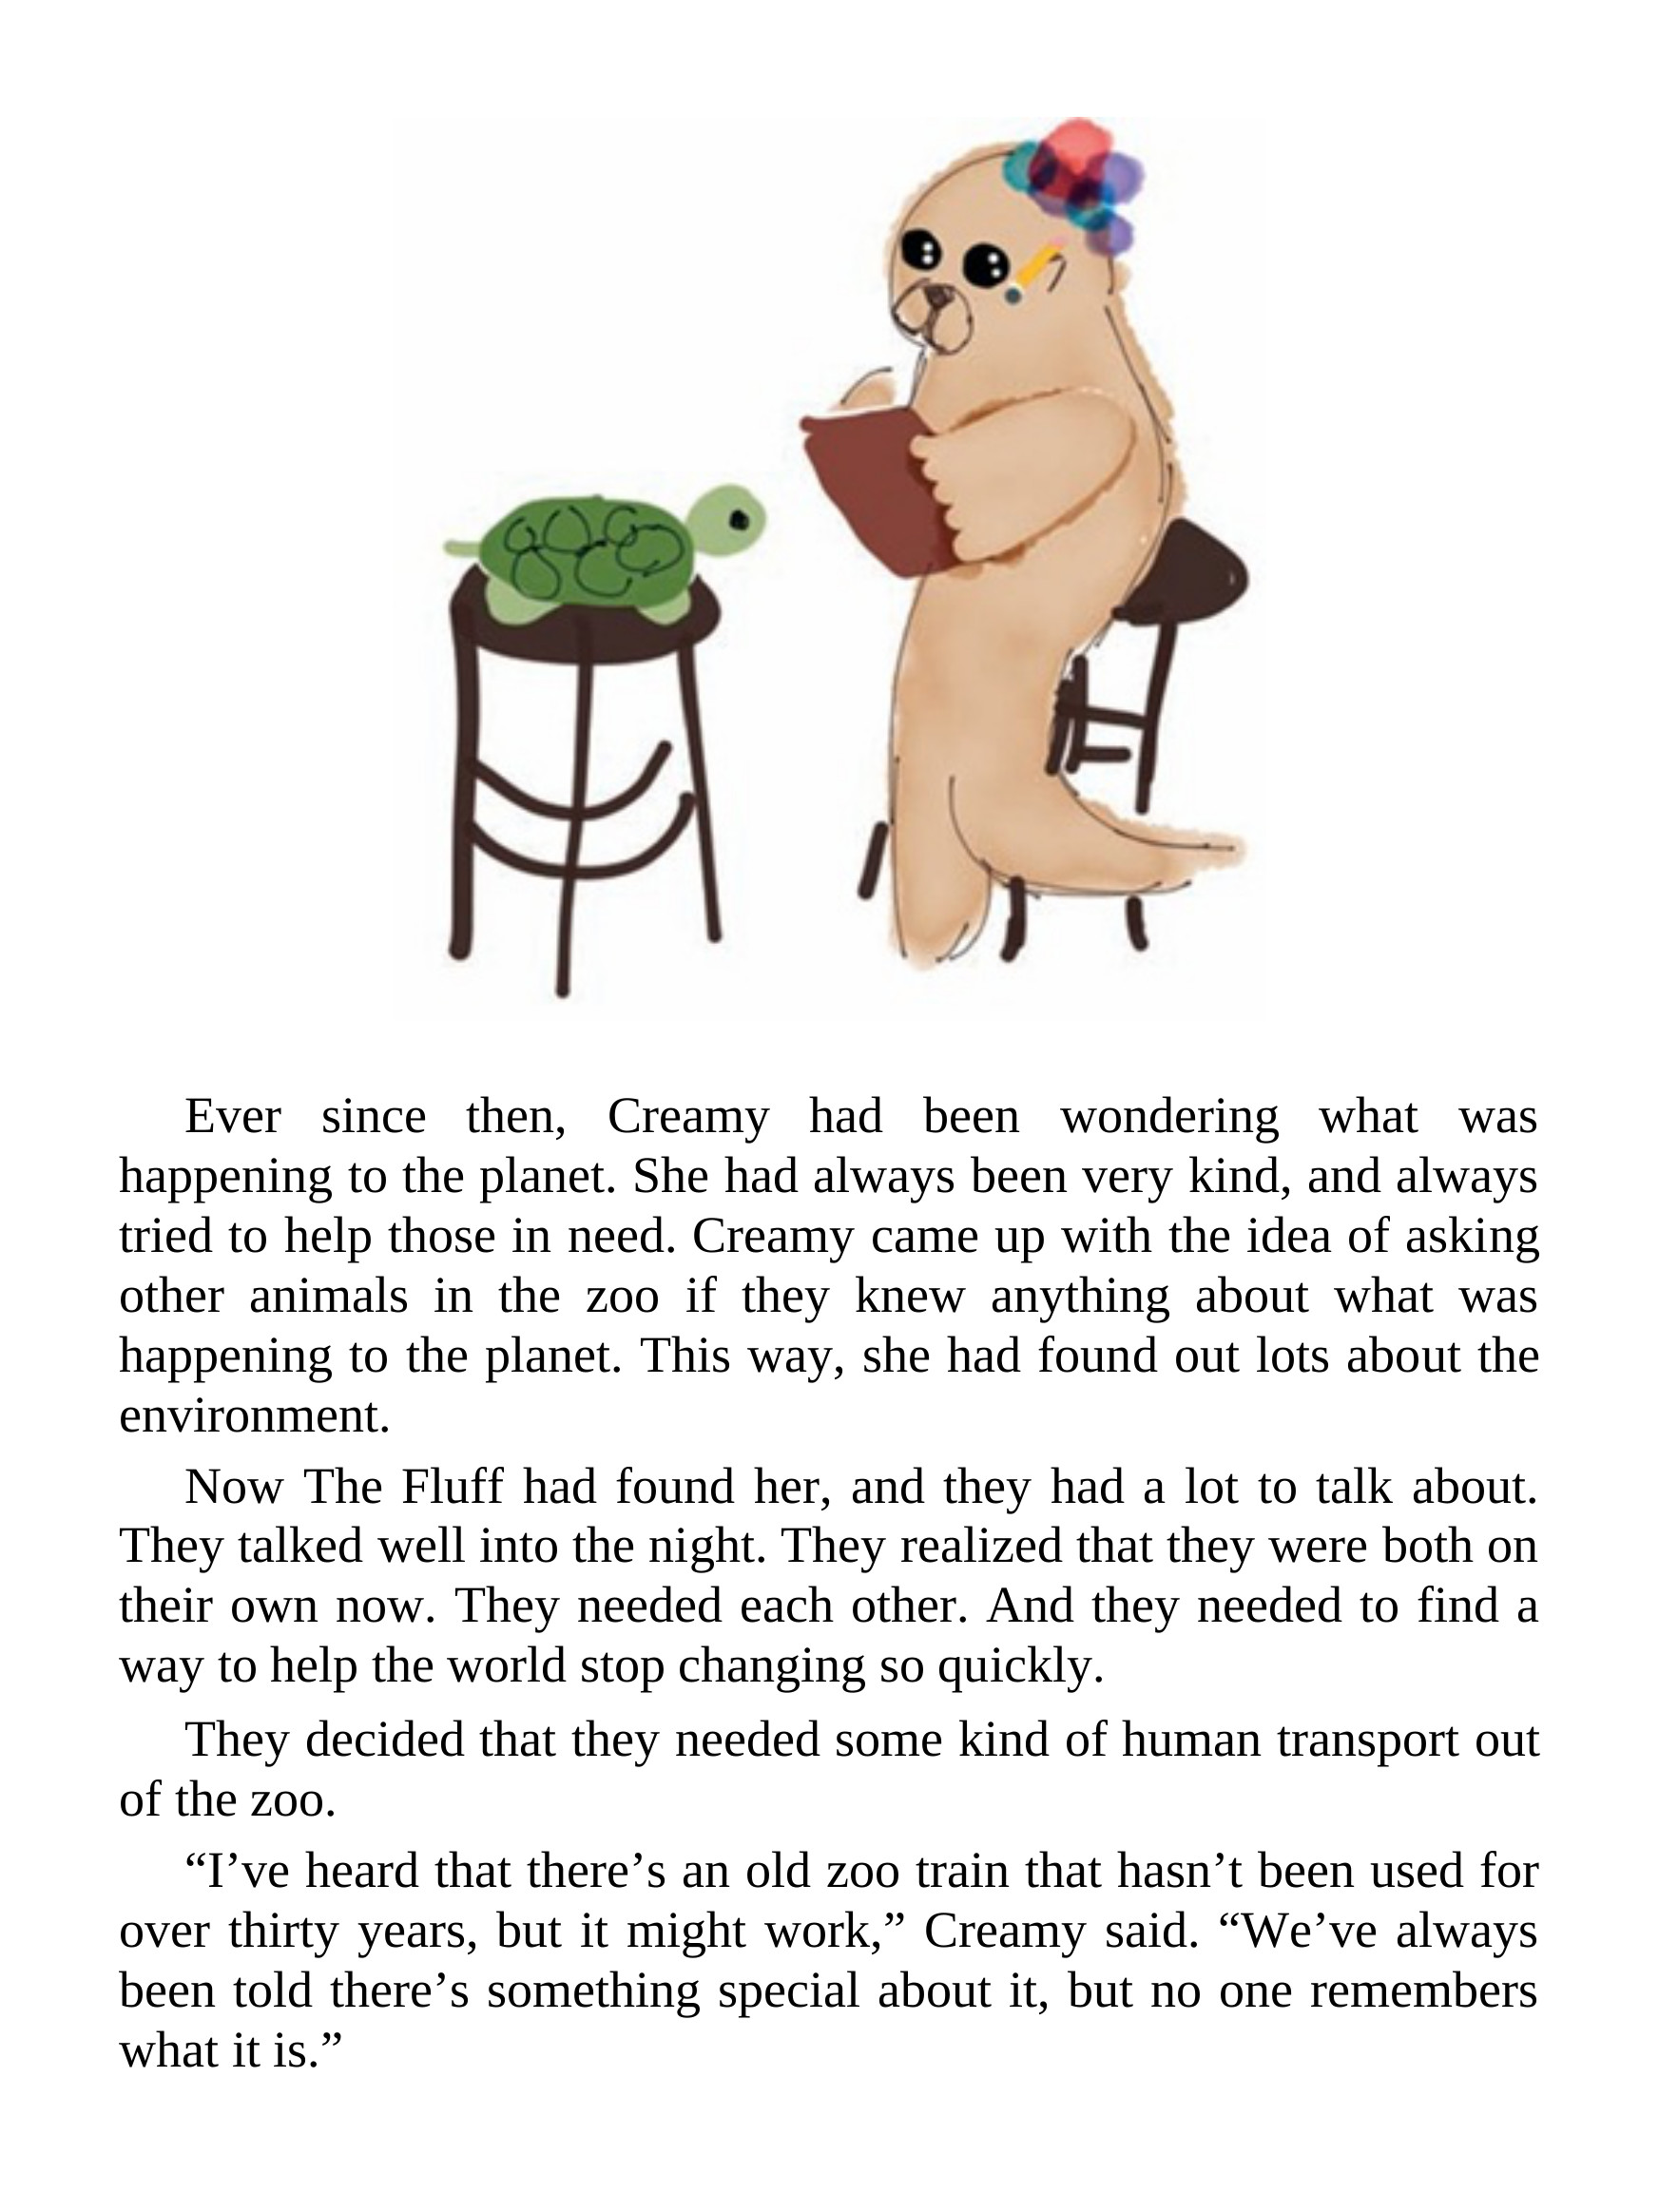 Ever since then, Creamy had been wondering what was
happening to the planet. She had always been very kind, and always
tried to help those in need. Creamy came up with the idea of asking
other animals in the zoo if they knew anything about what was
happening to the planet. This way, she had found out lots about the
environment.
Now The Fluff had found her, and they had a lot to talk about.
They talked well into the night. They realized that they were both on
their own now. They needed each other. And they needed to find a
way to help the world stop changing so quickly.
They decided that they needed some kind of human transport out
of the zoo.
“I’ve heard that there’s an old zoo train that hasn’t been used for
over thirty years, but it might work,” Creamy said. “We’ve always
been told there’s something special about it, but no one remembers
what it is.”